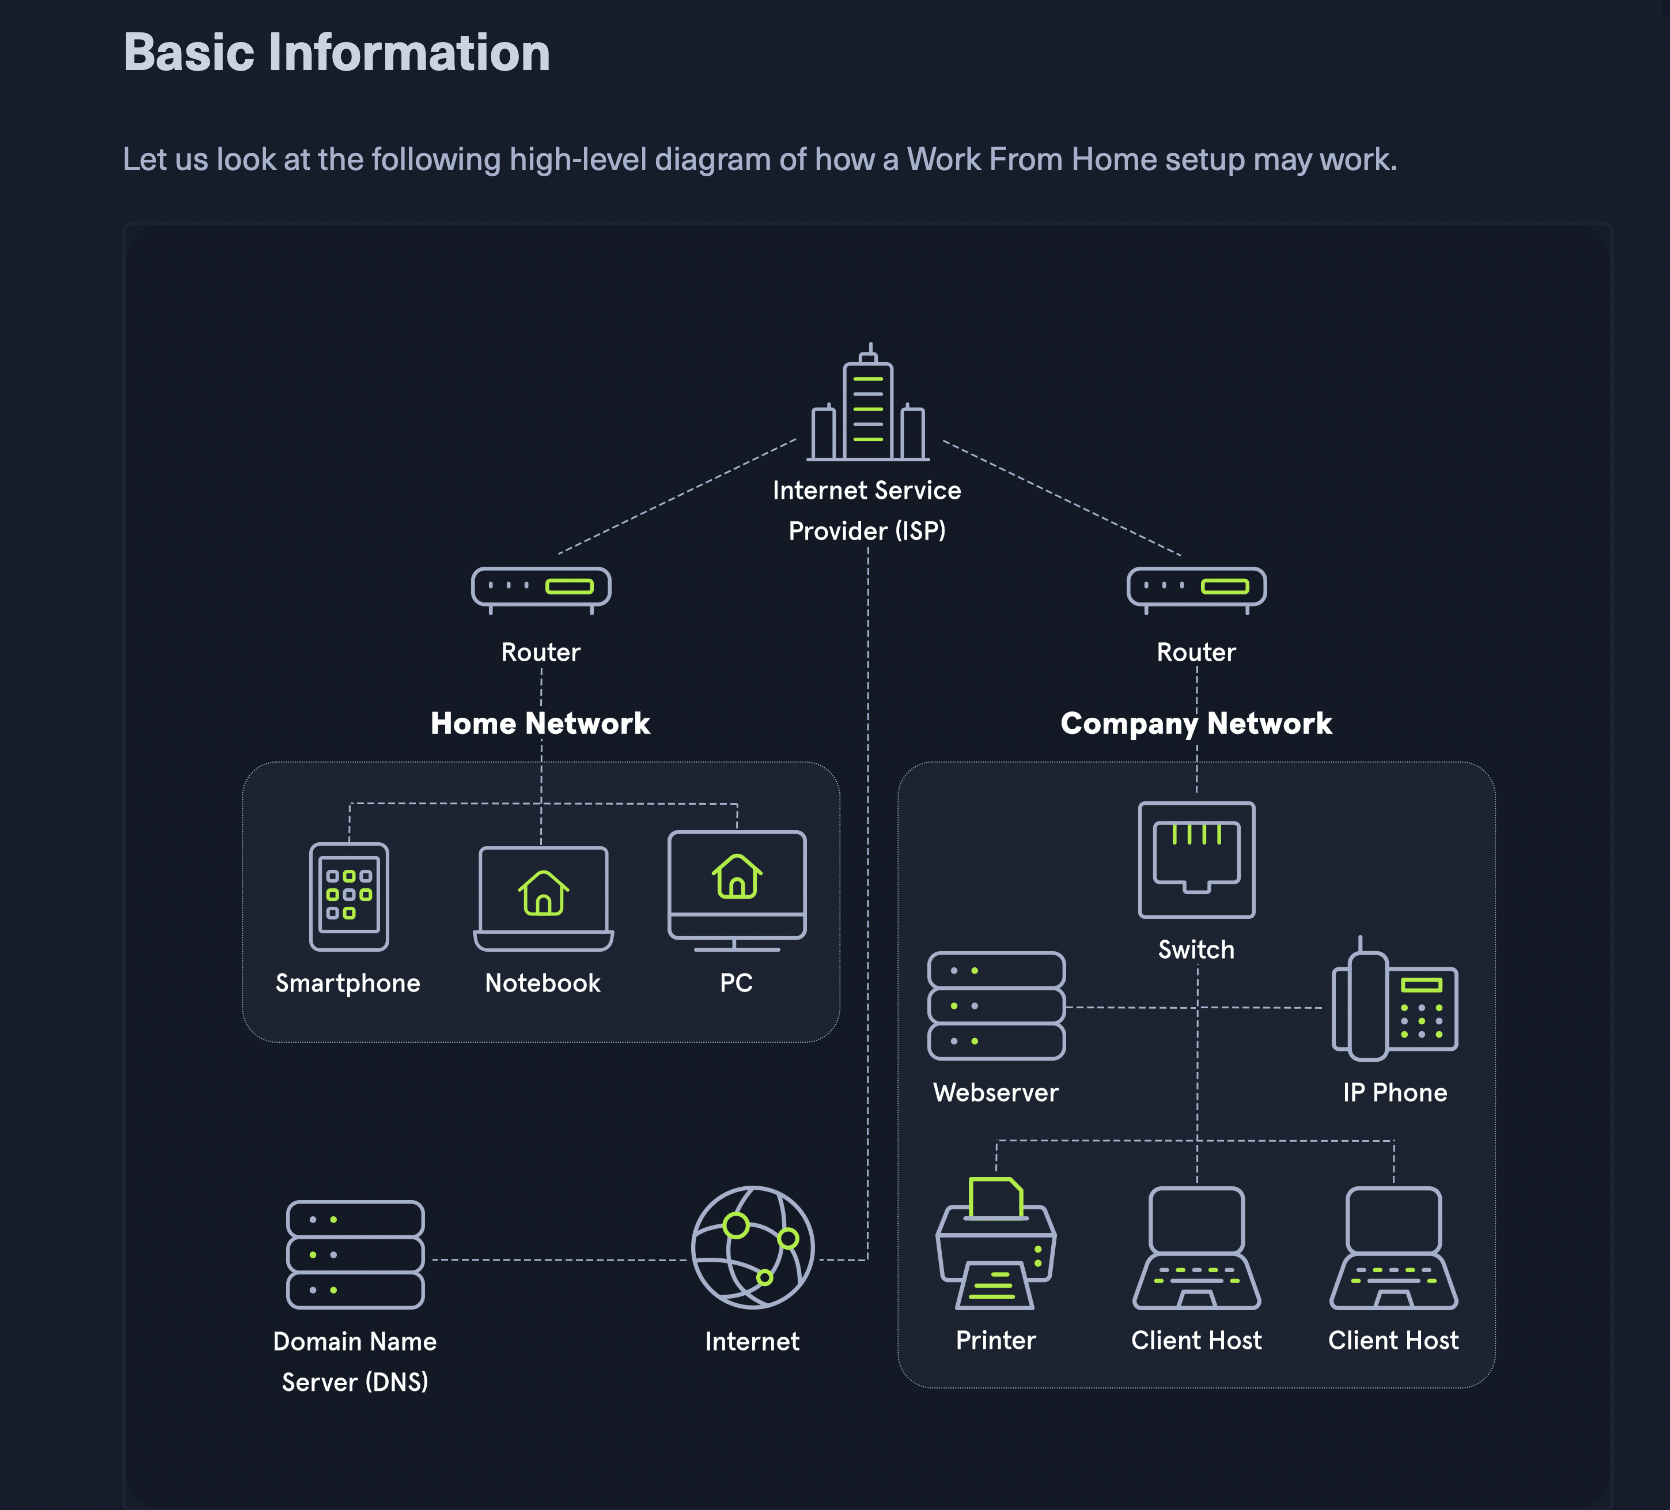 Basic Information
Let us look at the following high-level diagram of how a Work From Home setup may work.
Internet Service
Provider (ISP)
Router
Router
Home Network
Company Network
Smartphone
Notebook
PC
Switch
Webserver
IP Phone
Domain Name
Server (DNS)
Internet
Printer
Client Host
Client Host